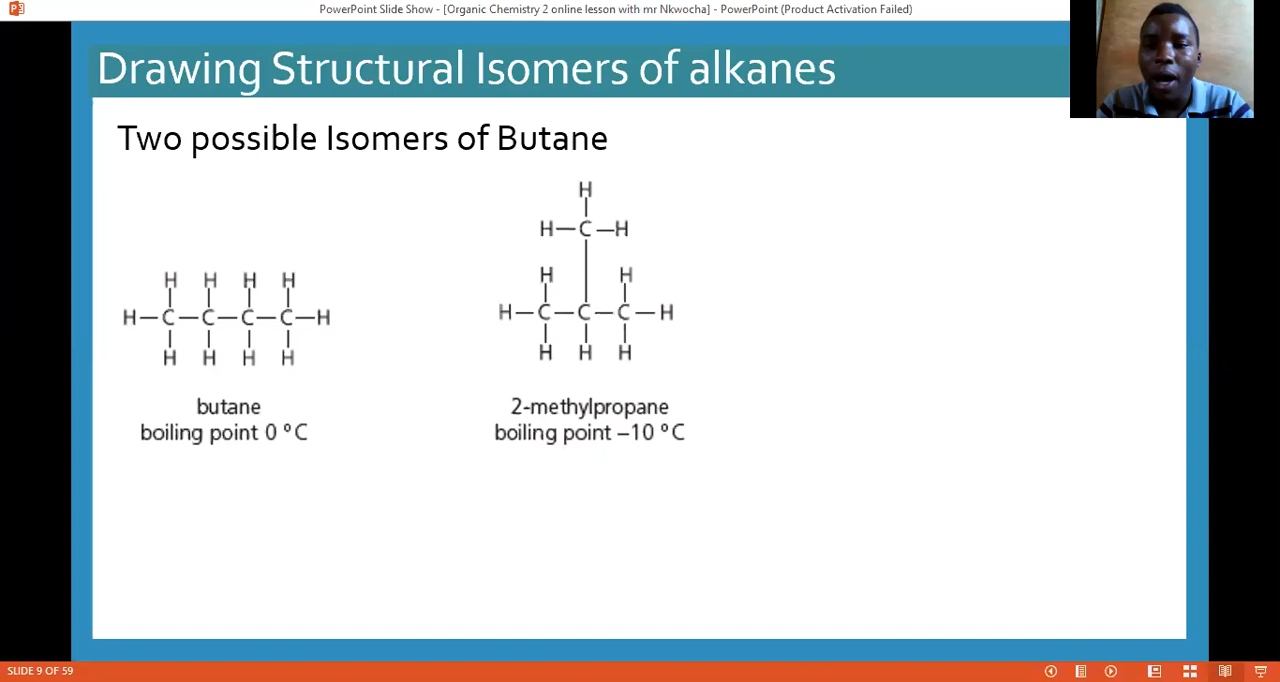 PowerPoint Slide Show - [Organic Chemistry 2 online lesson with mr Nkwocha] - PowerPoint (Product Activation Failed)
Drawing Structural Isomers of alkanes
Two possible Isomers of Butane
H
H—C—H
H H H H
H H
H—C—C—C—C—H
H—C—C—C—H
H H H H
H H H
butane
boiling point 0 °C
2-methylpropane
boiling point –10 °C
SLIDE 9 OF 59